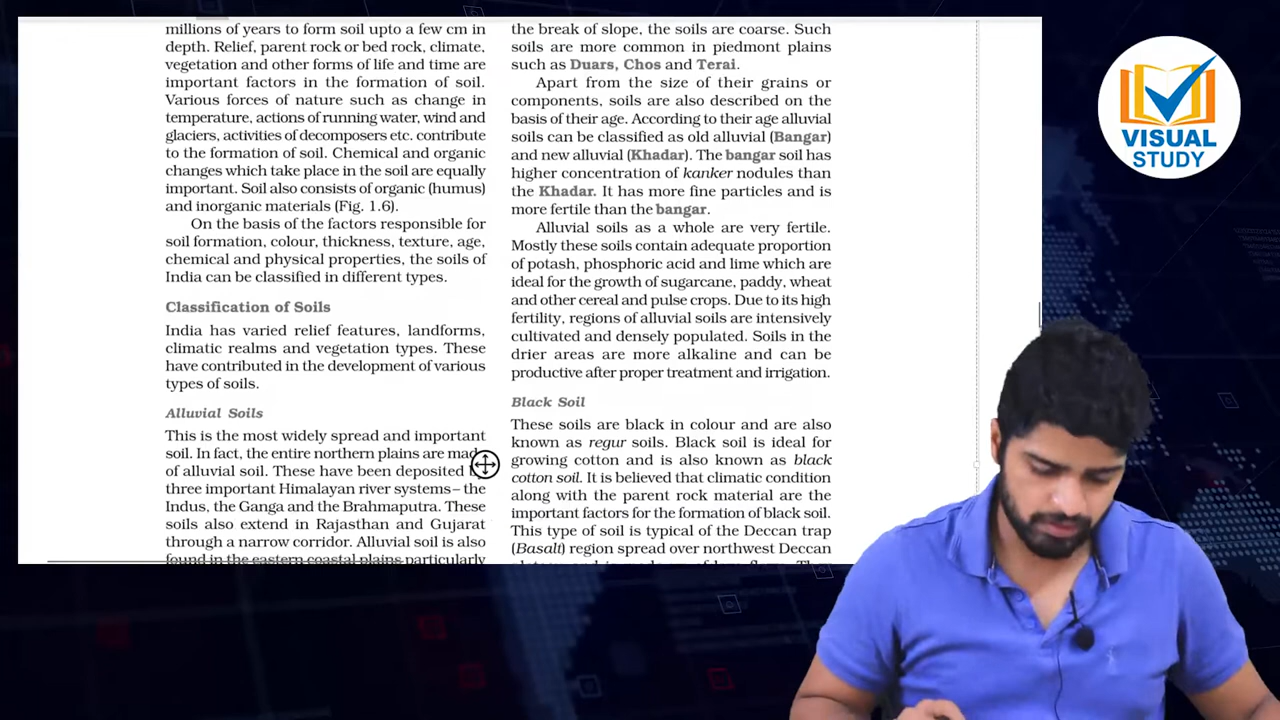 millions of years to form soil upto a few cm in
depth. Relief, parent rock or bed rock, climate,
vegetation and other forms of life and time are
important factors in the formation of soil.
Various forces of nature such as change in
temperature, actions of running water, wind and
glaciers, activities of decomposers etc. contribute
to the formation of soil. Chemical and organic
changes which take place in the soil are equally
important. Soil also consists of organic (humus)
and inorganic materials (Fig. 1.6).
On the basis of the factors responsible for
soil formation, colour, thickness, texture, age,
chemical and physical properties, the soils of
India can be classified in different types.
Classification of Soils
India has varied relief features, landforms,
climatic realms and vegetation types. These
have contributed in the development of various
types of soils.
Alluvial Soils
This is the most widely spread and important
soil. In fact, the entire northern plains are
of alluvial soil. These have been deposited
three important Himalayan river systems – the
Indus, the Ganga and the Brahmaputra. These
soils also extend in Rajasthan and Gujarat
through a narrow corridor. Alluvial soil is also
found in the eastern coastal plains particularly
the break of slope, the soils are coarse. Such
soils are more common in piedmont plains
such as Duars, Chos and Terai.
Apart from the size of their grains or
components, soils are also described on the
basis of their age. According to their age alluvial
soils can be classified as old alluvial (Bangar)
and new alluvial (Khadar). The bangar soil has
higher concentration of kanker nodules than
the Khadar. It has more fine particles and is
more fertile than the bangar.
Alluvial soils as a whole are very fertile.
Mostly these soils contain adequate proportion
of potash, phosphoric acid and lime which are
ideal for the growth of sugarcane, paddy, wheat
and other cereal and pulse crops. Due to its high
fertility, regions of alluvial soils are intensively
cultivated and densely populated. Soils in the
drier areas are more alkaline and can be
productive after proper treatment and irrigation.
Black Soil
These soils are black in colour and are also
known as regur soils. Black soil is ideal for
growing cotton and is also known as black
cotton soil. It is believed that climatic condition
along with the parent rock material are the
important factors for the formation of black soil.
This type of soil is typical of the Deccan trap
(Basalt) region spread over northwest Deccan
VISUAL
STUDY